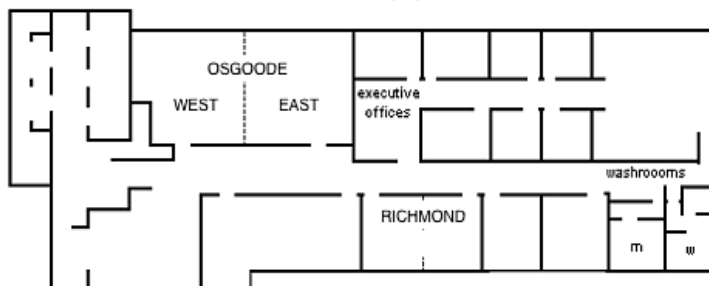 OSGOODE
WEST EAST
executive
offices
washroooms
RICHMOND
m w